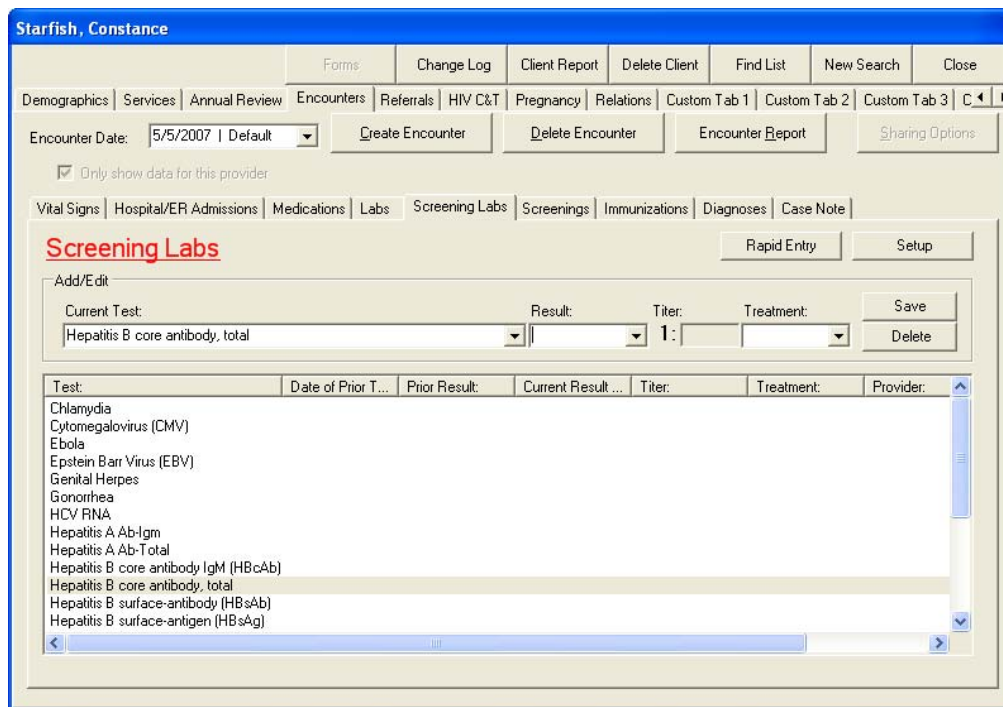 Starfish, Constance
Forms Change Log Client Report Delete Client Find List New Search Close
Demographics Services Annual Review Encounters Referrals HIV C&T Pregnancy Relations Custom Tab 1 Custom Tab 2 Custom Tab 3 C
Encounter Date: 5/5/2007 | Default Create Encounter Delete Encounter Encounter Report Sharing Options
Only show data for this provider
Vital Signs Hospital/ER Admissions Medications Labs Screening Labs Screenings Immunizations Diagnoses Case Note
Screening Labs Rapid Entry Setup
Add/Edit
Current Test: Result: Titer: Treatment: Save
Hepatitis B core antibody, total 1: Delete
Test: Date of Prior T... Prior Result: Current Result ... Titer: Treatment: Provider:
Chlamydia
Cytomegalovirus (CMV)
Ebola
Epstein Barr Virus (EBV)
Genital Herpes
Gonorrhea
HCV RNA
Hepatitis A Ab-Igm
Hepatitis A Ab-Total
Hepatitis B core antibody IgM (HBcAb)
Hepatitis B core antibody, total
Hepatitis B surface-antibody (HBsAb)
Hepatitis B surface-antigen (HBsAg)